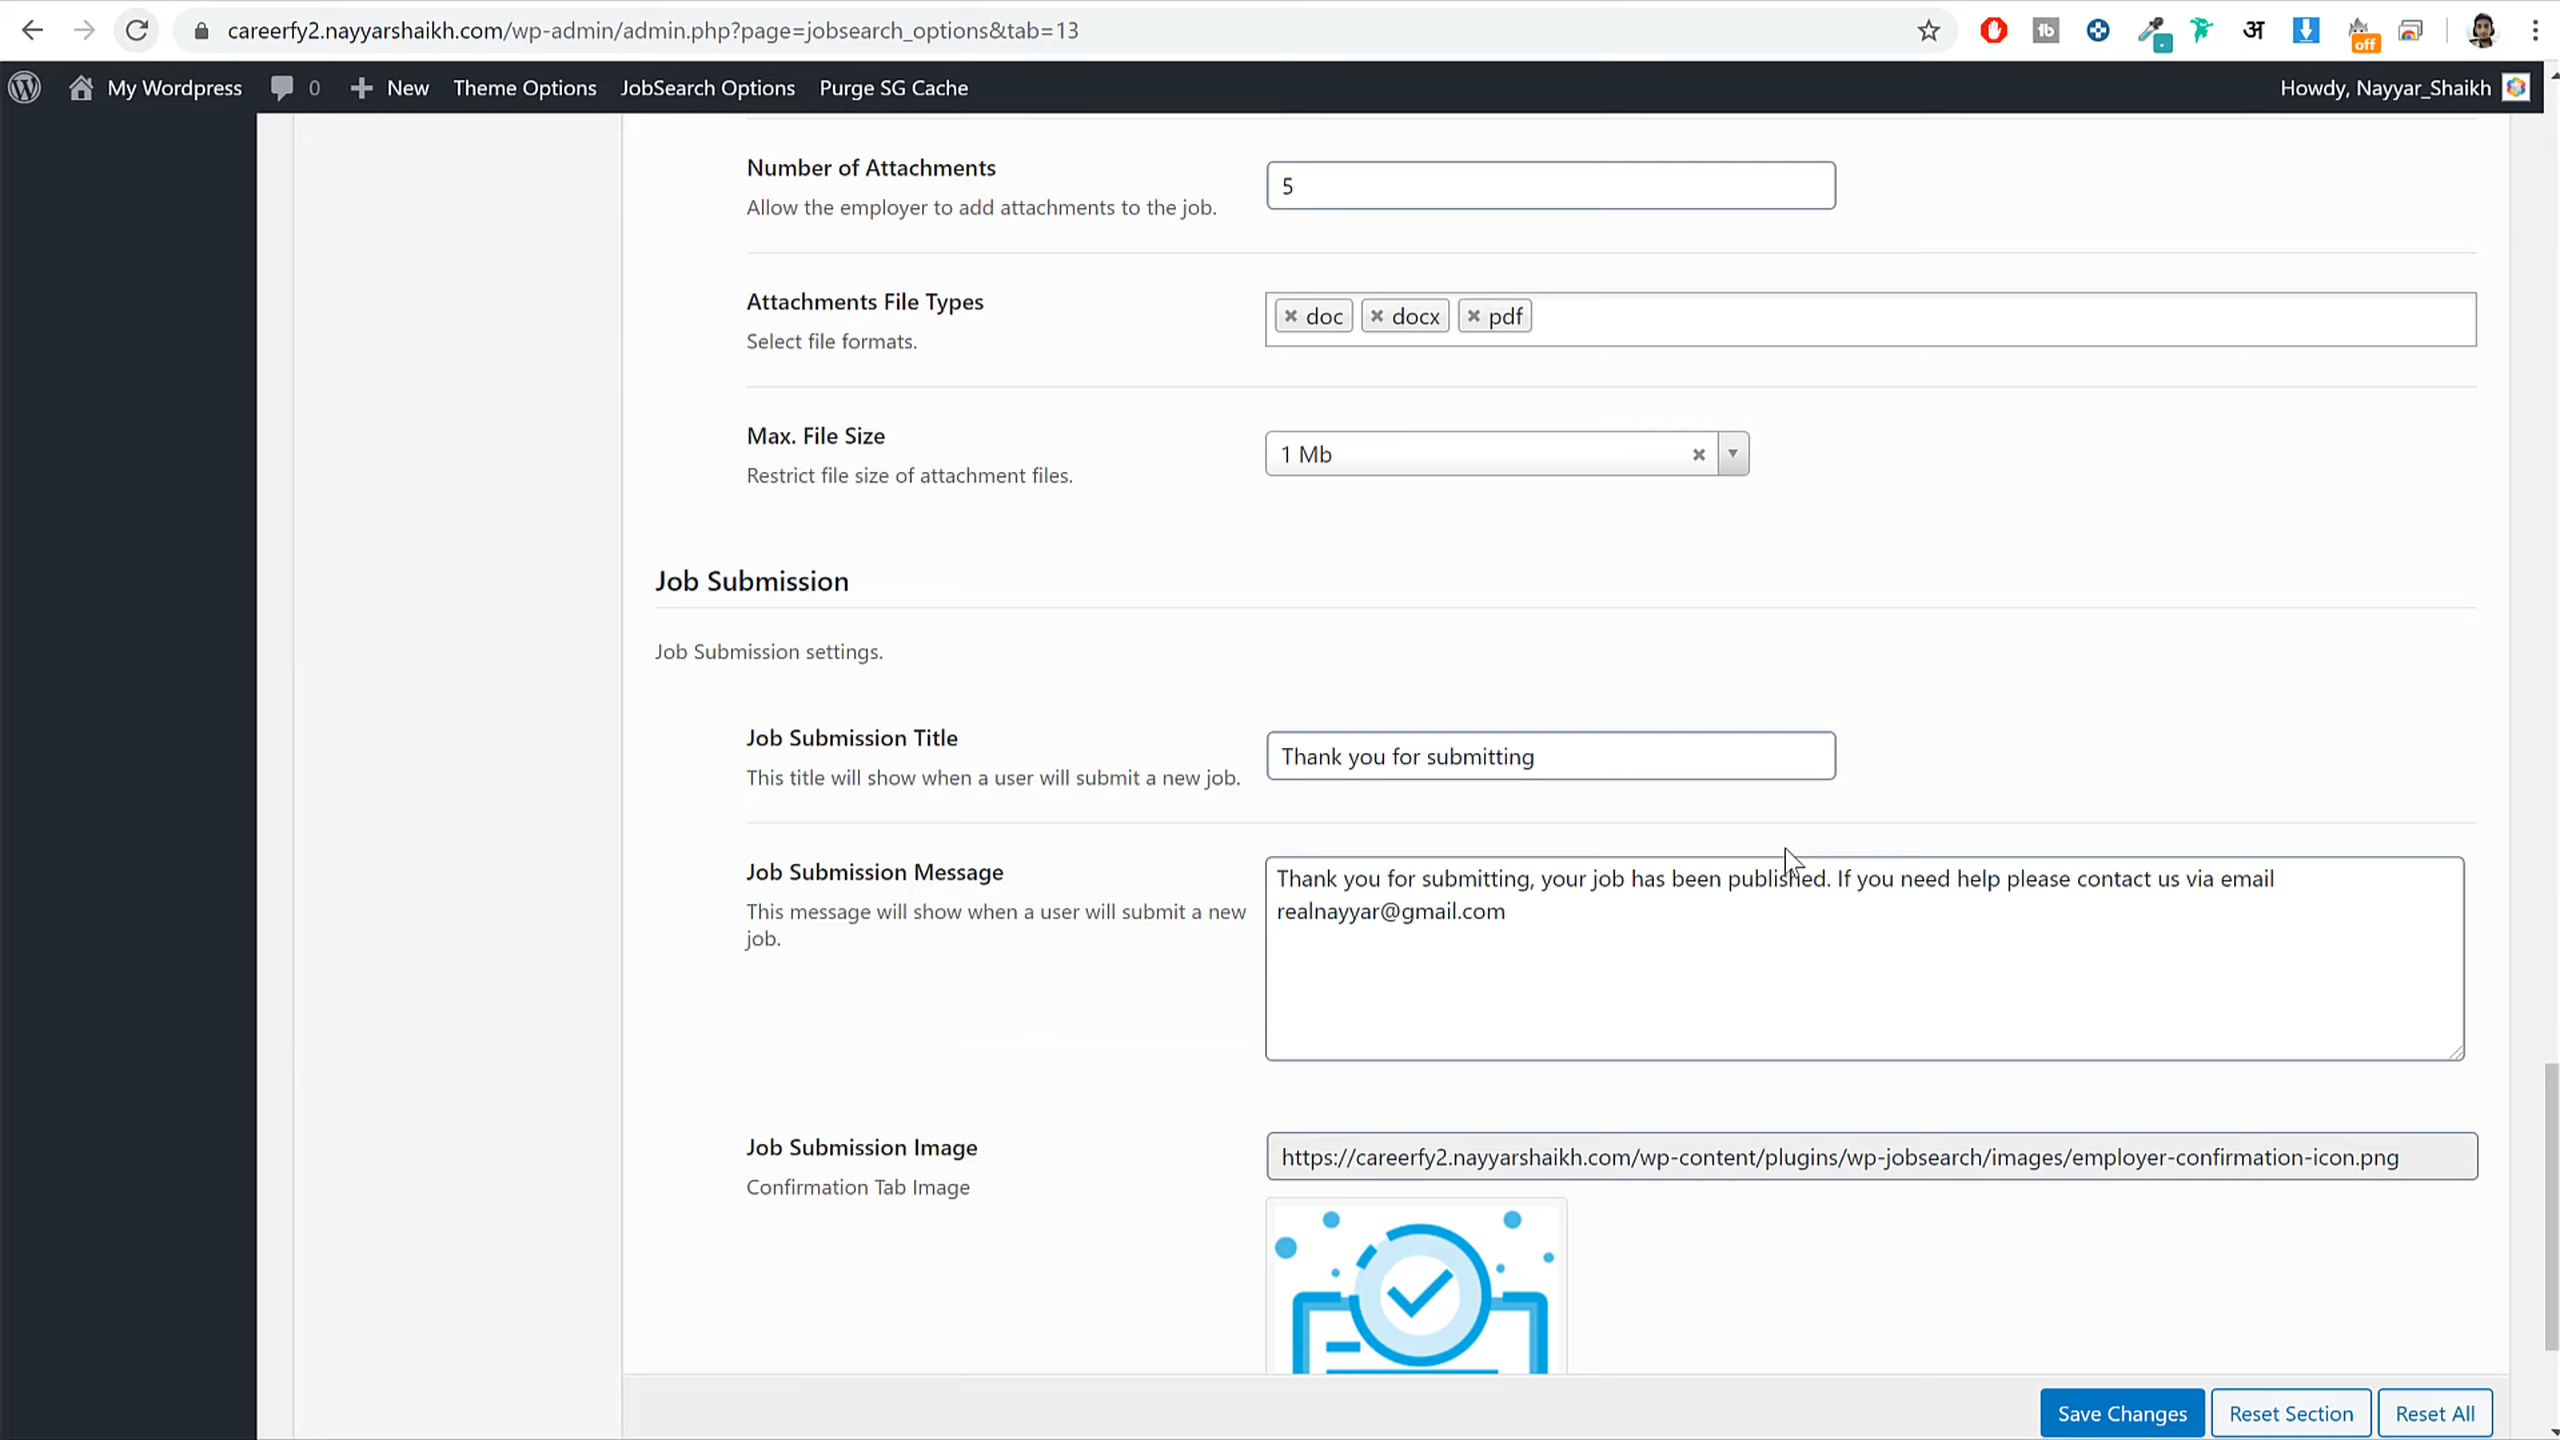 careerfy2.nayyarshaikh.com/wp-admin/admin.php?page=jobsearch_options&tab=13
off
My Wordpress 0 New Theme Options JobSearch Options Purge SG Cache Howdy, Nayyar_Shaikh
Number of Attachments
Allow the employer to add attachments to the job.
5
Attachments File Types
Select file formats.
doc docx pdf
Max. File Size
Restrict file size of attachment files.
1 Mb
Job Submission
Job Submission settings.
Job Submission Title
This title will show when a user will submit a new job.
Thank you for submitting
Job Submission Message
This message will show when a user will submit a new
job.
Thank you for submitting, your job has been published. If you need help please contact us via email
realnayyar@gmail.com
Job Submission Image
Confirmation Tab Image
https://careerfy2.nayyarshaikh.com/wp-content/plugins/wp-jobsearch/images/employer-confirmation-icon.png
Save Changes Reset Section Reset All